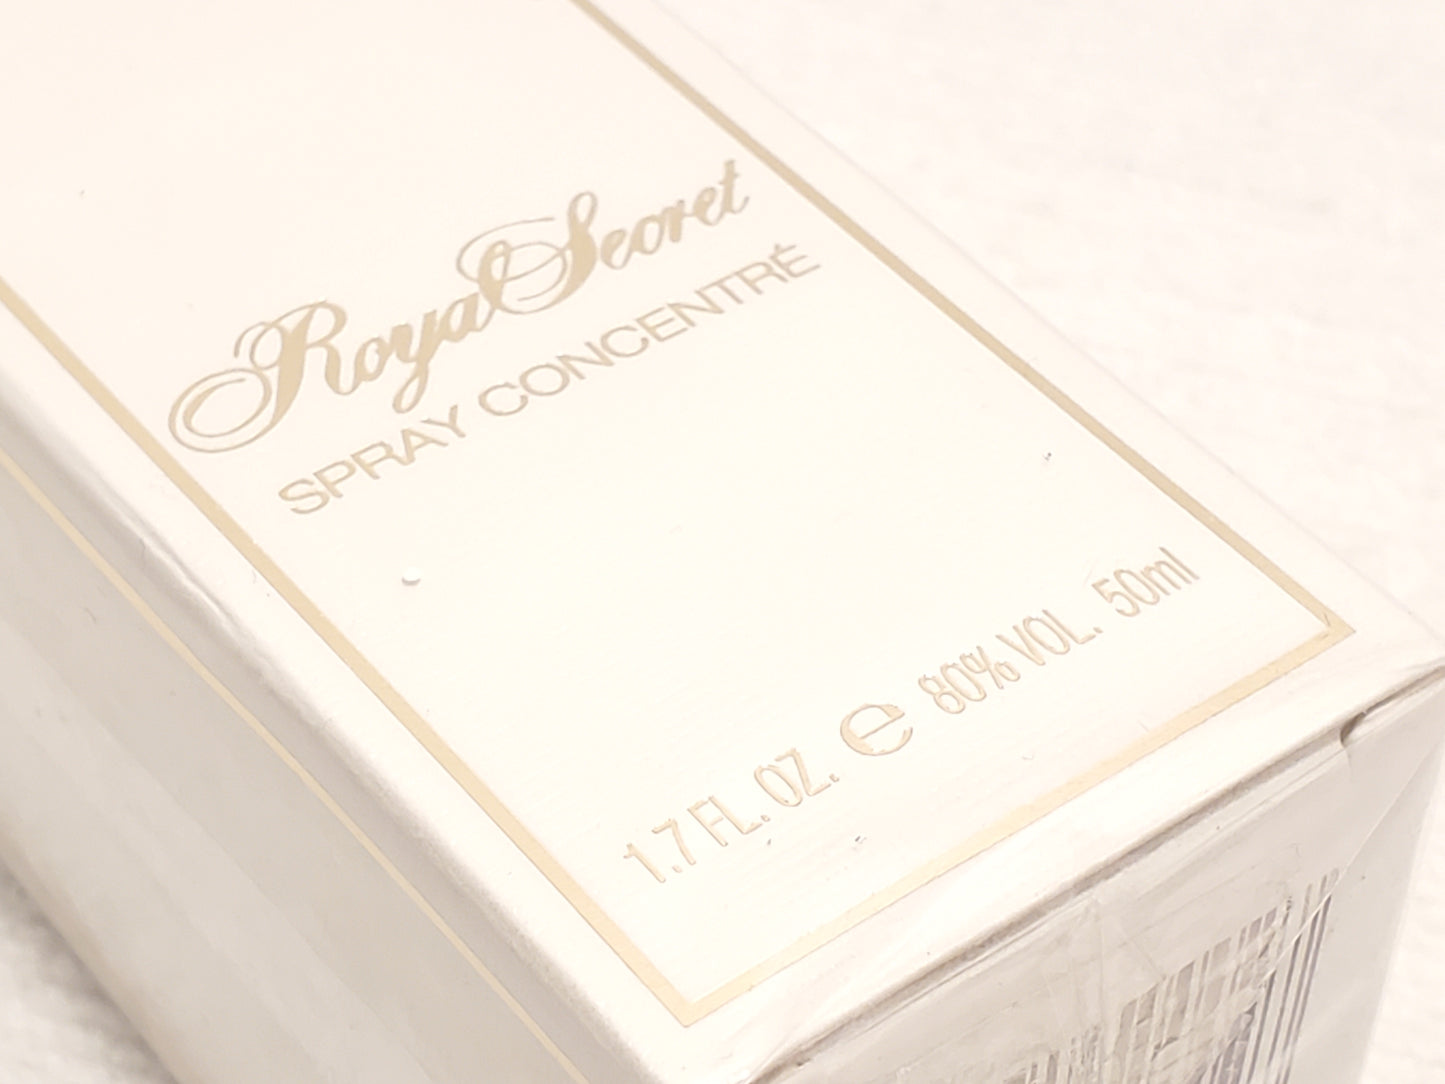 Royal Secret
SPRAY CONCENTRÉ
1.7 FL. OZ. ℮ 80% VOL. 50ml